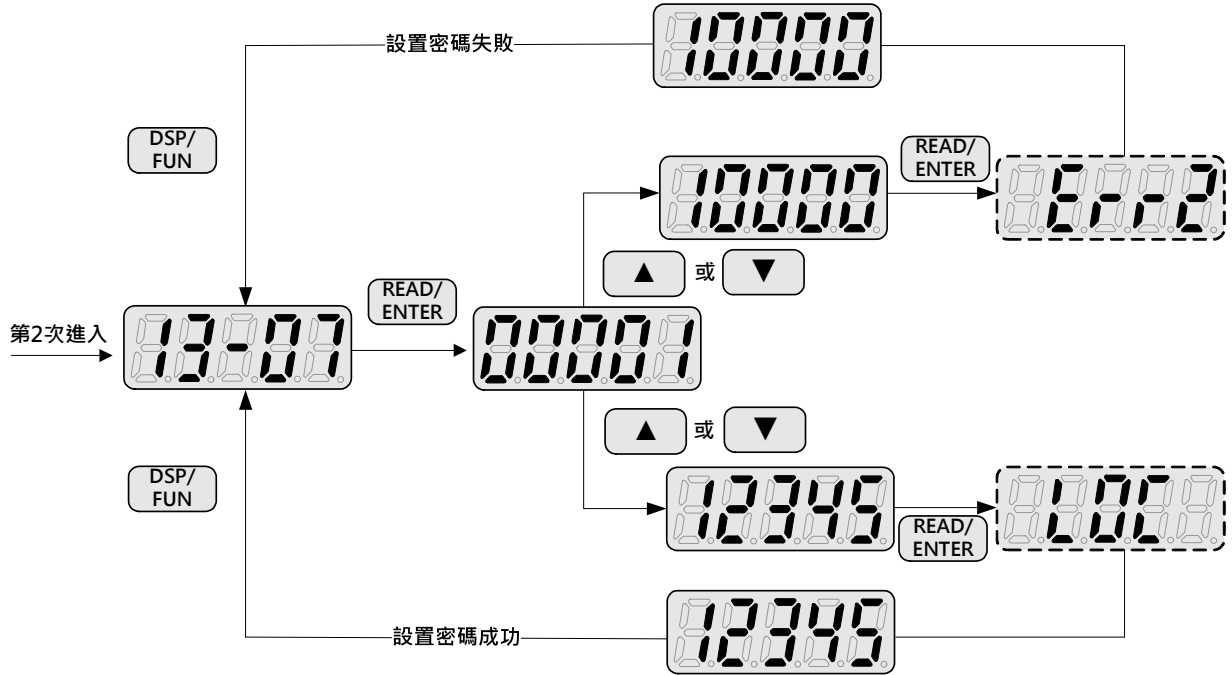 10000
設置密碼失敗
DSP/
FUN
READ/
ENTER
10000
Err2
▲ 或 ▼
READ/
ENTER
第2次進入
13-07
00001
▲ 或 ▼
DSP/
FUN
12345
LOC
READ/
ENTER
12345
設置密碼成功